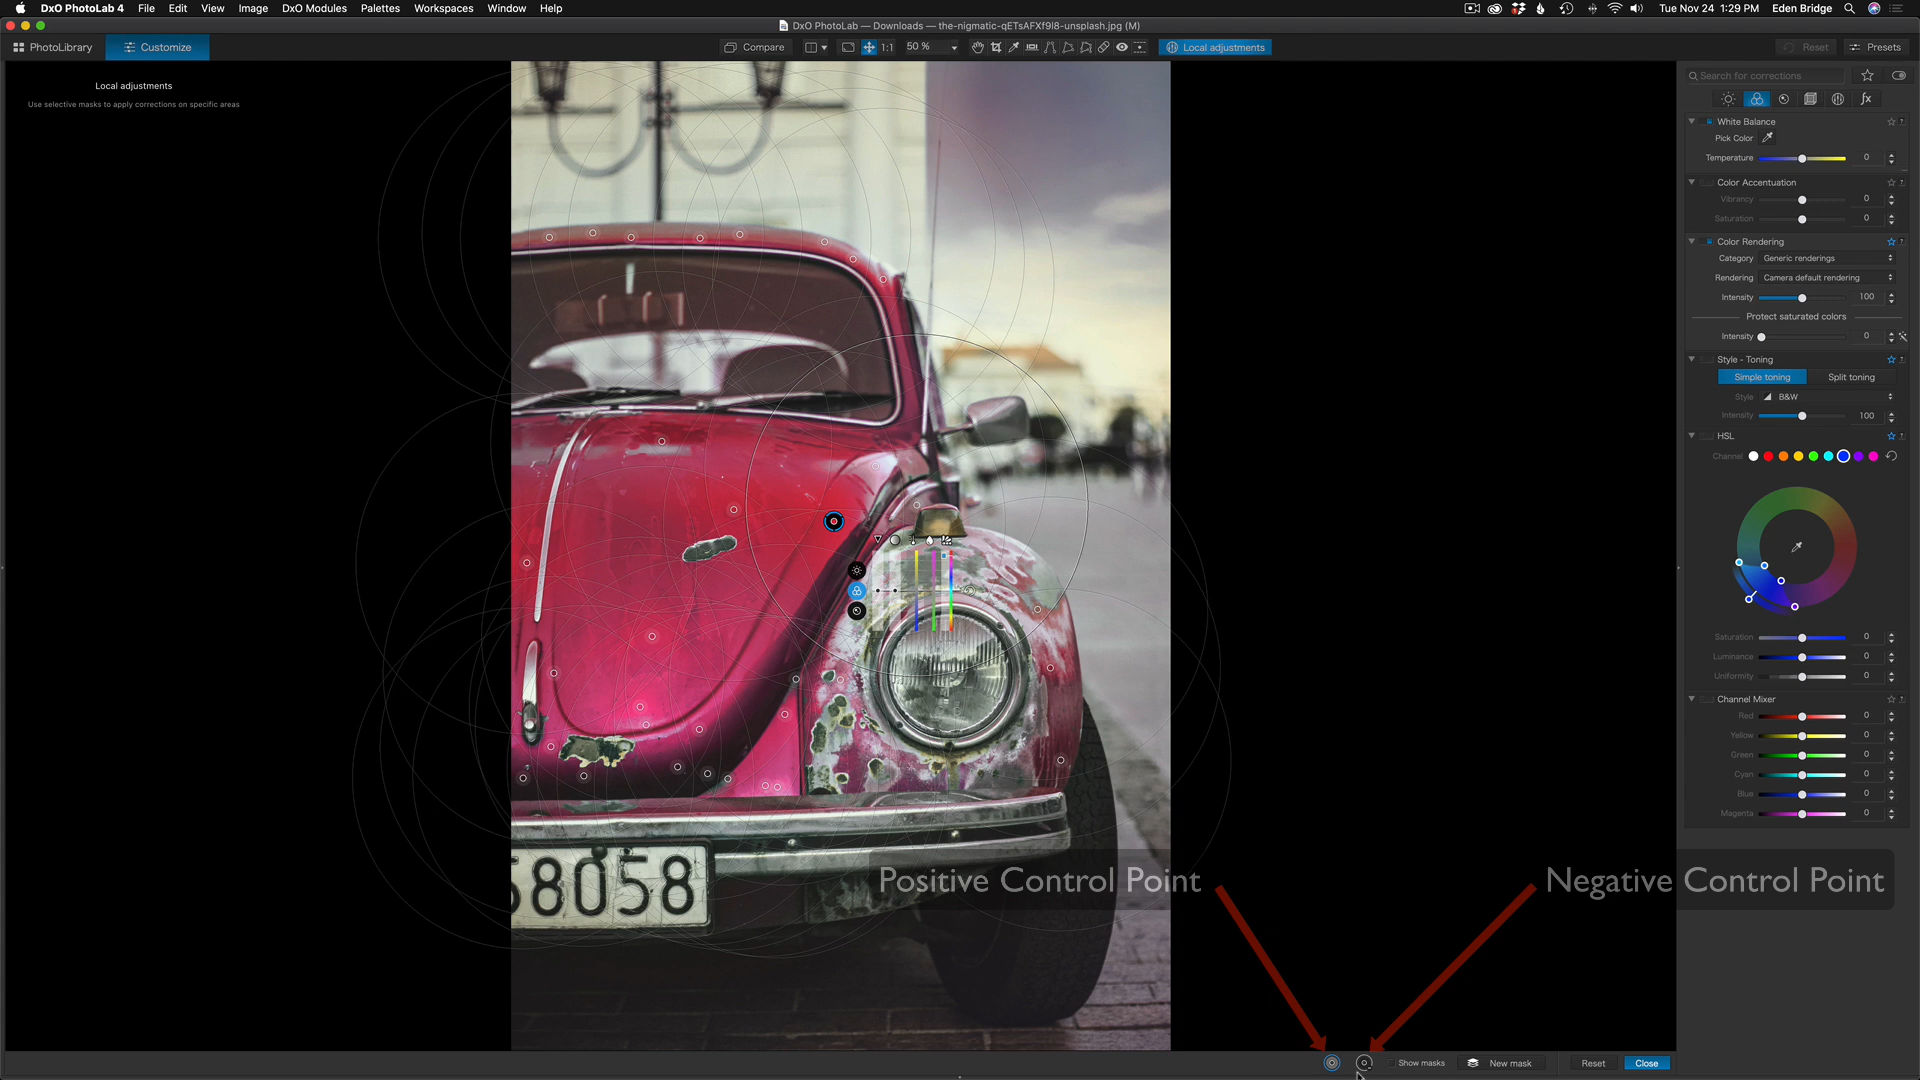 DxO PhotoLab 4 File Edit View Image DxO Modules Palettes Workspaces Window Help Tue Nov 24 1:29 PM Eden Bridge
DxO PhotoLab — Downloads — the-nigmatic-qETsAFXf9l8-unsplash.jpg (M)
PhotoLibrary Customize Compare 1:1 50 % Local adjustments Reset Presets
Local adjustments
Use selective masks to apply corrections on specific areas
Search for corrections
fx
White Balance
Pick Color
Temperature 0
Color Accentuation
Vibrancy 0
Saturation 0
Color Rendering
Category Generic renderings
Rendering Camera default rendering
Intensity 100
Protect saturated colors
Intensity 0
Style - Toning
Simple toning Split toning
Style B&W
Intensity 100
HSL
Channel
Saturation 0
Luminance 0
Uniformity 0
Channel Mixer
Red 0
Yellow 0
Green 0
Cyan 0
Blue 0
Magenta 0
58058
Positive Control Point
Negative Control Point
Show masks New mask Reset Close